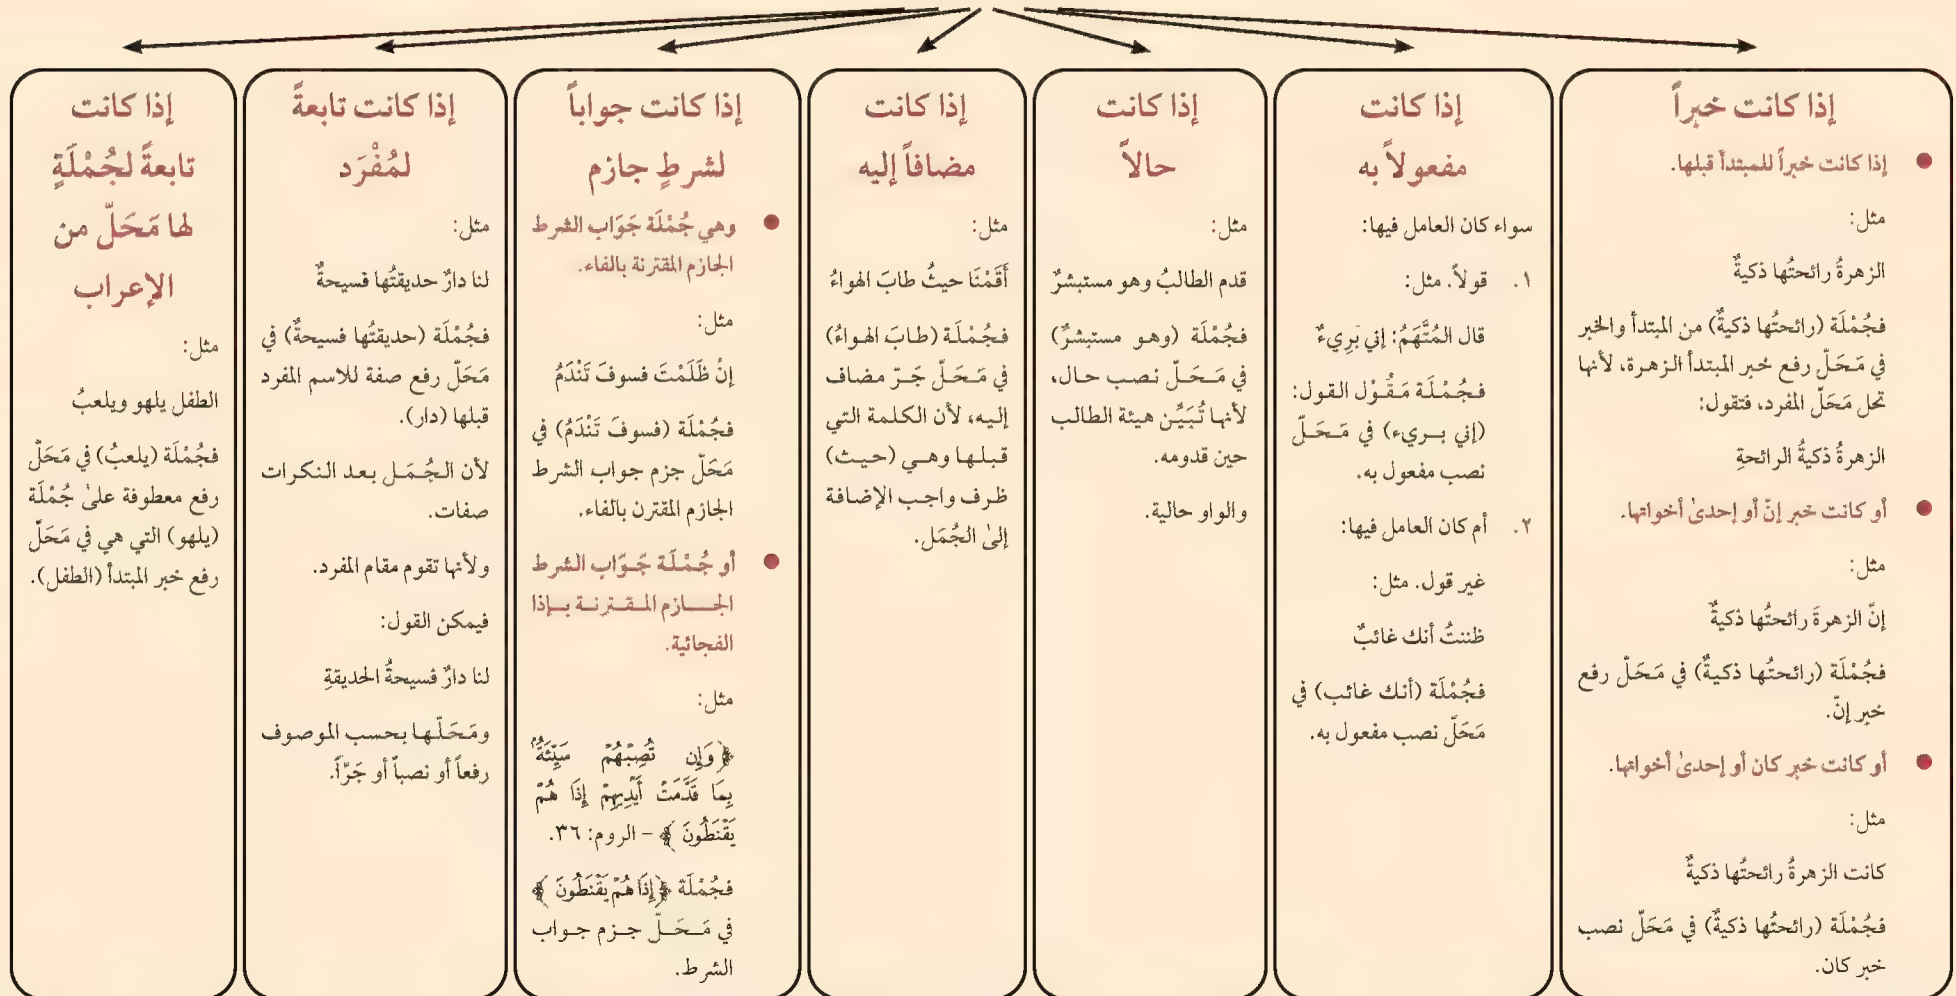 إذا كانت خبراً
● إذا كانت خبراً للمبتدأ قبلها.
مثل:
الزهرةُ رائحتُها ذكيةٌ
فجُمْلَة (رائحتُها ذكيةٌ) من المبتدأ والخبر
في مَحَلّ رفع خبر المبتدأ الزهرة، لأنها
تحل مَحَلّ المفرد، فتقول:
الزهرةُ ذكيةُ الرائحةِ
● أو كانت خبر إنّ أو إحدىٰ أخواتها.
مثل:
إنّ الزهرةَ رائحتُها ذكيةٌ
فجُمْلَة (رائحتُها ذكيةٌ) في مَحَلّ رفع
خبر إنّ.
● أو كانت خبر كان أو إحدىٰ أخواتها.
مثل:
كانت الزهرةُ رائحتُها ذكيةٌ
فجُمْلَة (رائحتُها ذكيةٌ) في مَحَلّ نصب
خبر كان.
إذا كانت
مفعولاً به
سواء كان العامل فيها:
١. قولاً. مثل:
قال المُتَّهَمُ: إني بَرِيءٌ
فجُمْلَة مَقُوْل القول:
(إني بريء) في مَحَلّ
نصب مفعول به.
٢. أم كان العامل فيها:
غير قول. مثل:
ظننتُ أنك غائبٌ
فجُمْلَة (أنك غائب) في
مَحَلّ نصب مفعول به.
إذا كانت
حالاً
مثل:
قدم الطالبُ وهو مستبشرٌ
فجُمْلَة (وهو مستبشرٌ)
في مَحَلّ نصب حال،
لأنها تُبَيِّن هيئة الطالب
حين قدومه.
والواو حالية.
إذا كانت
مضافاً إليه
مثل:
أَقَمْنَا حيثُ طابَ الهواءُ
فجُمْلَة (طابَ الهواءُ)
في مَحَلّ جَرّ مضاف
إليه، لأن الكلمة التي
قبلها وهي (حيث)
ظرف واجب الإضافة
إلىٰ الجُمَل.
إذا كانت جواباً
لشرطٍ جازم
● وهي جُمْلَة جَوَاب الشرط
الجازم المقترنة بالفاء.
مثل:
إنْ ظَلَمْتَ فسوفَ تَنْدَمُ
فجُمْلَة (فسوفَ تَنْدَمُ) في
مَحَلّ جزم جواب الشرط
الجازم المقترن بالفاء.
● أو جُمْلَة جَوَاب الشرط
الجازم المقترنة بإذا
الفجائية.
مثل:
﴿وَإِن تُصِبْهُمْ سَيِّئَةٌۢ
بِمَا قَدَّمَتْ أَيْدِيهِمْ إِذَا هُمْ
يَقْنَطُونَ﴾ – الروم: ٣٦.
فجُمْلَة ﴿إِذَا هُمْ يَقْنَطُونَ﴾
في مَحَلّ جزم جواب
الشرط.
إذا كانت تابعةً
لمُفْرَد
مثل:
لنا دارٌ حديقتُها فسيحةٌ
فجُمْلَة (حديقتُها فسيحةٌ) في
مَحَلّ رفع صفة للاسم المفرد
قبلها (دار).
لأن الجُمَل بعد النكرات
صفات.
ولأنها تقوم مقام المفرد.
فيمكن القول:
لنا دارٌ فسيحةُ الحديقةِ
ومَحَلّها بحسب الموصوف
رفعاً أو نصباً أو جَرّاً.
إذا كانت
تابعةً لجُمْلَةٍ
لها مَحَلّ من
الإعراب
مثل:
الطفل يلهو ويلعبُ
فجُمْلَة (يلعبُ) في مَحَلّ
رفع معطوفة علىٰ جُمْلَة
(يلهو) التي هي في مَحَلّ
رفع خبر المبتدأ (الطفل).